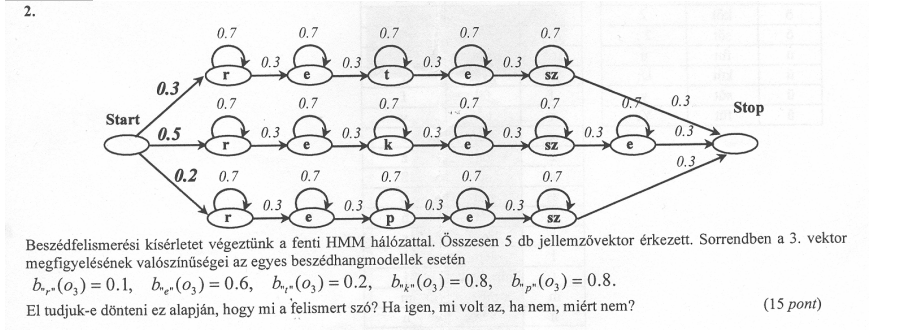 2.
0.7 0.7 0.7 0.7 0.7
r 0.3 e 0.3 t 0.3 e 0.3 sz
0.3
0.7 0.7 0.7 0.7 0.7 0.7 0.3
Start Stop
0.5 r 0.3 e 0.3 k 0.3 e 0.3 sz 0.3 e 0.3
0.3
0.2 0.7 0.7 0.7 0.7 0.7
r 0.3 e 0.3 p 0.3 e 0.3 sz
Beszédfelismerési kísérletet végeztünk a fenti HMM hálózattal. Összesen 5 db jellemzővektor érkezett. Sorrendben a 3. vektor
megfigyelésének valószínűségei az egyes beszédhangmodellek esetén
b"r"(o3) = 0.1, b"e"(o3) = 0.6, b"t"(o3) = 0.2, b"k"(o3) = 0.8, b"p"(o3) = 0.8.
El tudjuk-e dönteni ez alapján, hogy mi a felismert szó? Ha igen, mi volt az, ha nem, miért nem? (15 pont)